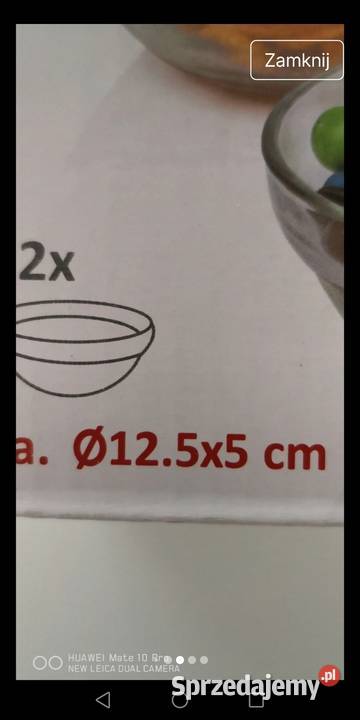 Zamknij
2x
a. Ø12.5x5 cm
HUAWEI Mate 10 Pro
NEW LEICA DUAL CAMERA
Sprzedajemy.pl